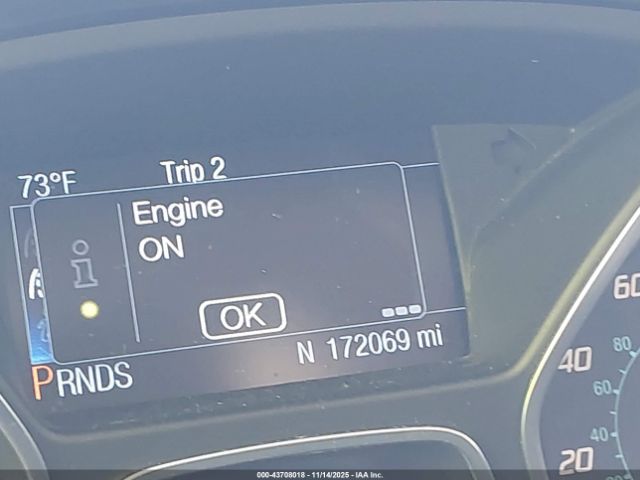 73°F Trip 2
Engine
ON
i
OK
N 172069 mi
PRNDS
60
80
40
60
40
20
000-43708018 - 11/14/2025 - IAA Inc.